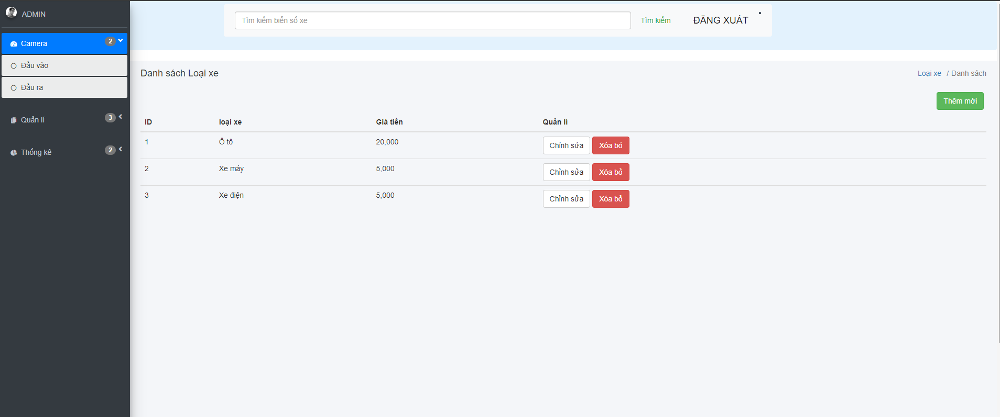 ADMIN
Camera 2
Đầu vào
Đầu ra
Quản lí 3
Thống kê 2
Tìm kiếm biển số xe Tìm kiếm ĐĂNG XUÁT
Danh sách Loại xe Loại xe / Danh sách
Thêm mới
ID loại xe Giá tiền Quản lí
1 Ô tô 20,000 Chỉnh sửa Xóa bỏ
2 Xe máy 5,000 Chỉnh sửa Xóa bỏ
3 Xe điện 5,000 Chỉnh sửa Xóa bỏ